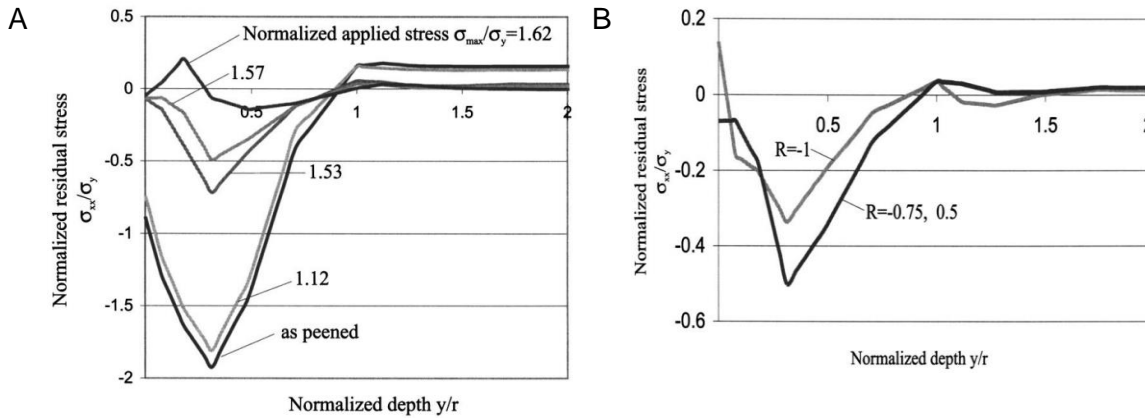 A
0.5
Normalized applied stress σmax/σy=1.62
1.57
0
0.5
1
1.5
2
-0.5
1.53
-1
1.12
-1.5
as peened
-2
Normalized residual stress
σxx/σy
Normalized depth y/r
B
0.2
0
0.5
1
1.5
2
R=-1
-0.2
R=-0.75, 0.5
-0.4
-0.6
Normalized residual stress
σxx/σy
Normalized depth y/r